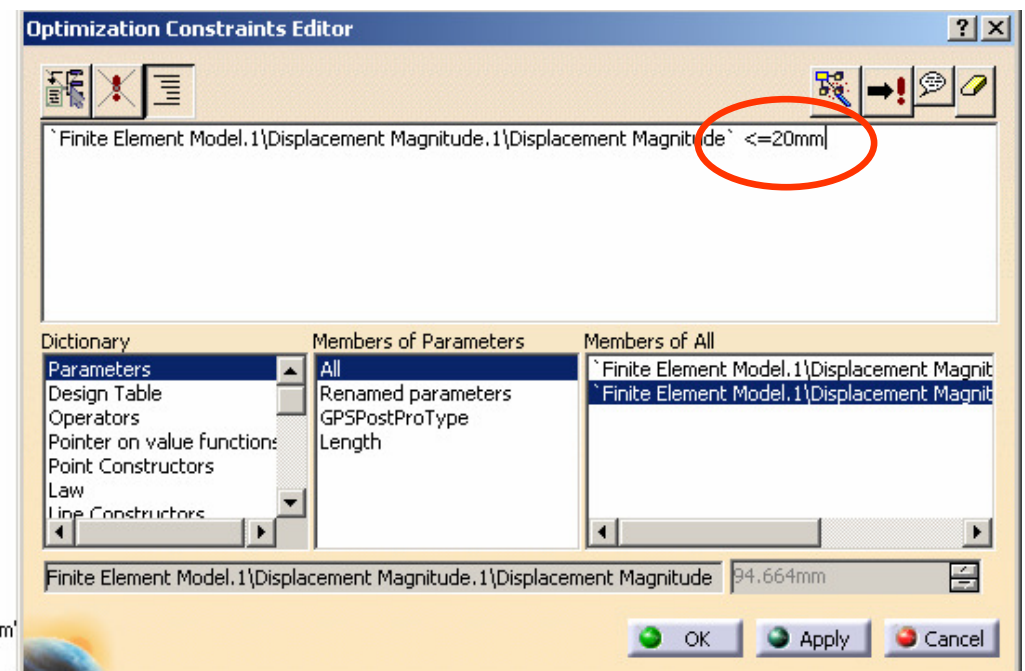 Optimization Constraints Editor
`Finite Element Model.1\Displacement Magnitude.1\Displacement Magnitude` <=20mm
Dictionary
Members of Parameters
Members of All
Parameters
Design Table
Operators
Pointer on value functions
Point Constructors
Law
Line Constructors
All
Renamed parameters
GPSPostProType
Length
`Finite Element Model.1\Displacement Magnit
`Finite Element Model.1\Displacement Magnit
Finite Element Model.1\Displacement Magnitude.1\Displacement Magnitude
94.664mm
m'
OK
Apply
Cancel